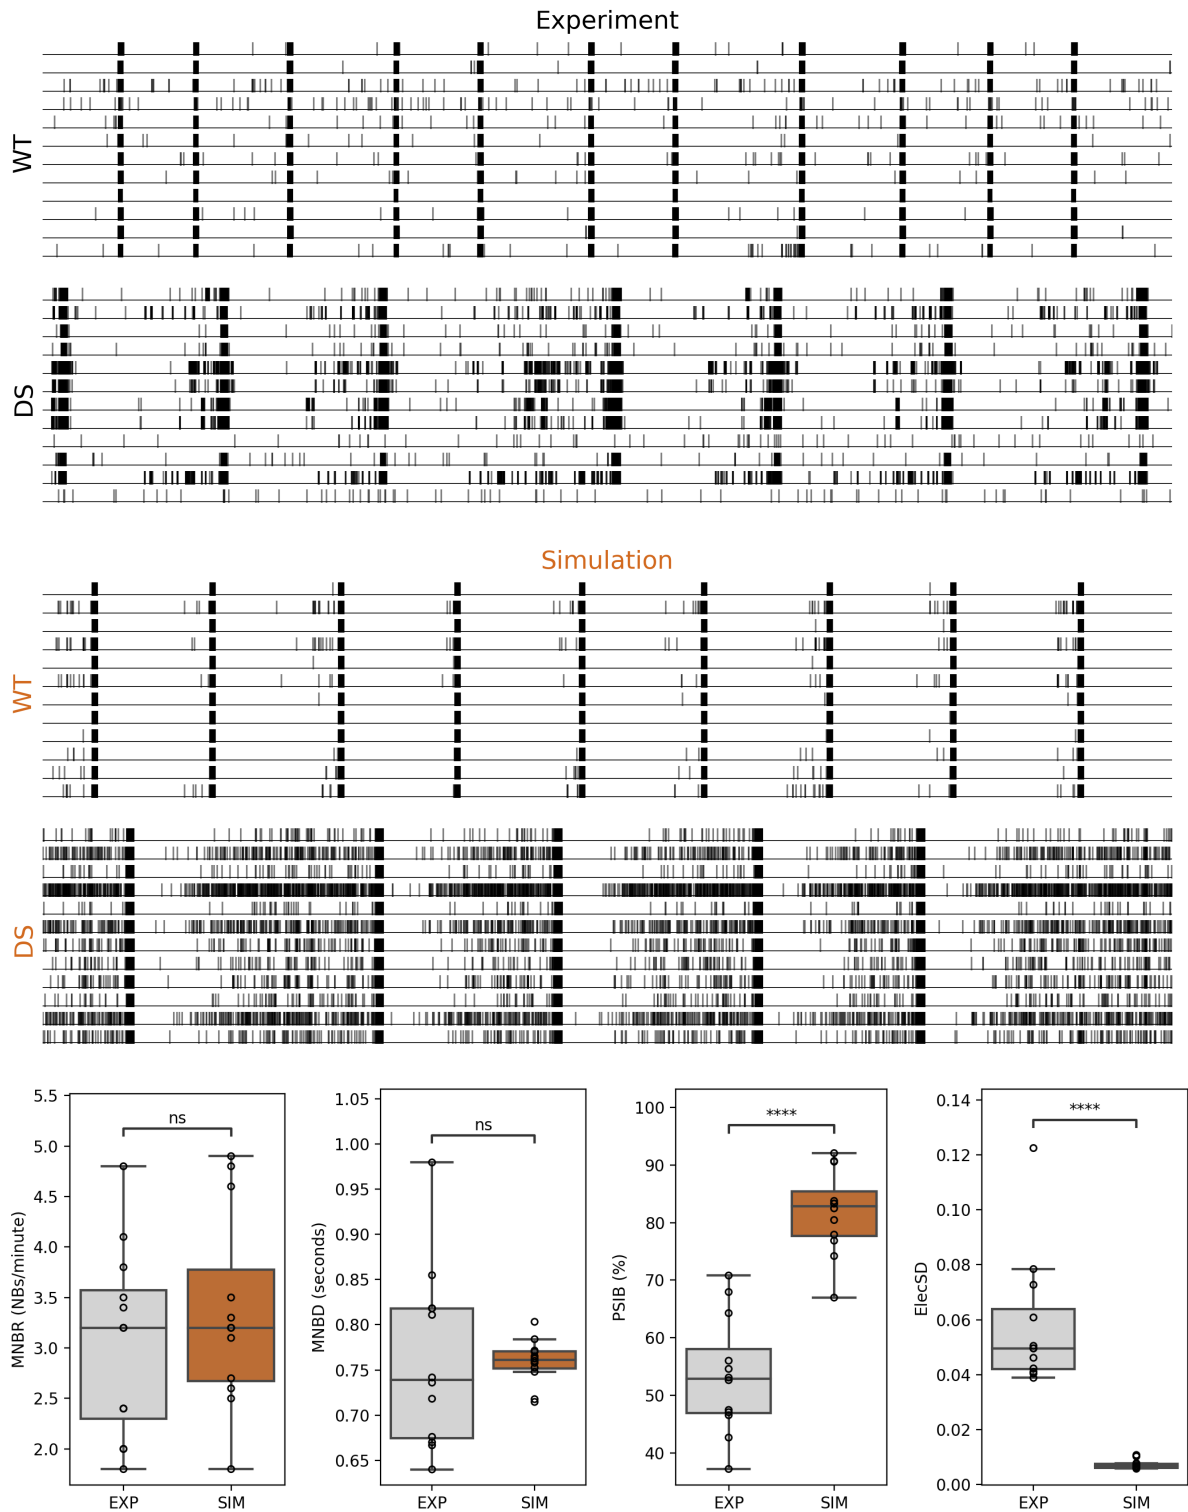 Experiment
WT
DS
Simulation
WT
DS
MNBR (NBs/minute)
5.5
5.0
4.5
4.0
3.5
3.0
2.5
2.0
ns
EXP SIM
MNBD (seconds)
1.05
1.00
0.95
0.90
0.85
0.80
0.75
0.70
0.65
ns
EXP SIM
PSIB (%)
100
90
80
70
60
50
40
****
EXP SIM
ElecSD
0.14
0.12
0.10
0.08
0.06
0.04
0.02
0.00
****
EXP SIM